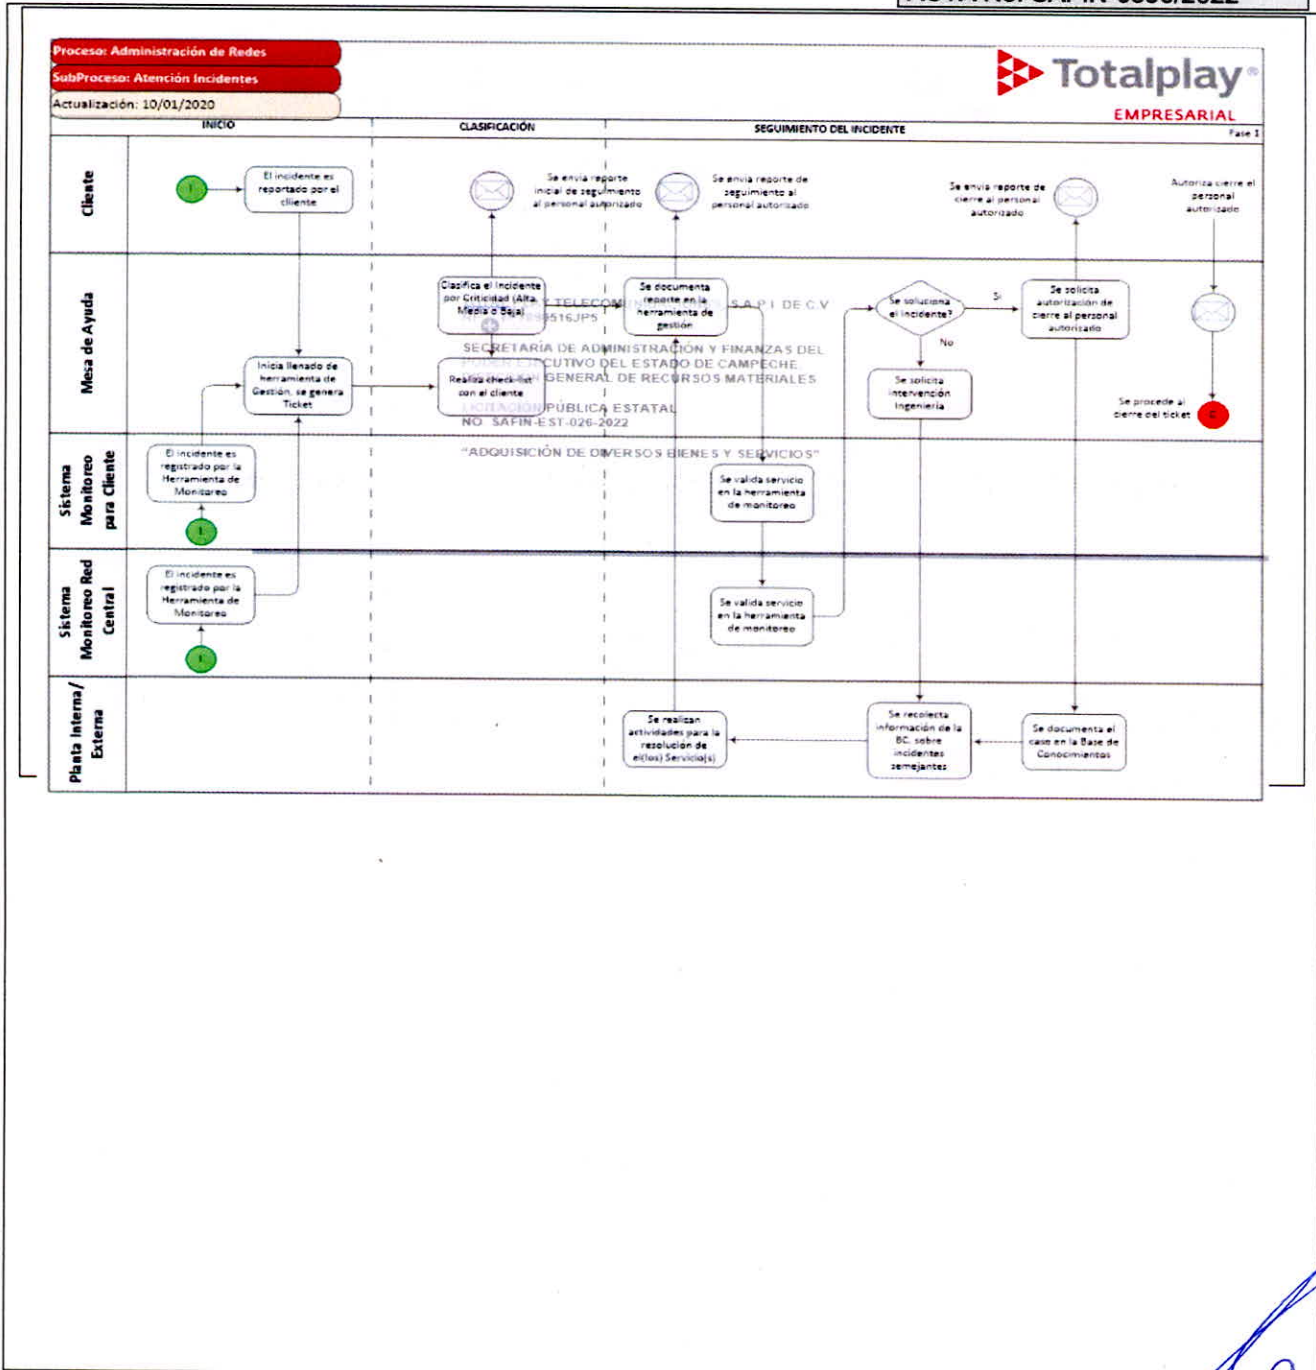 Proceso: Administración de Redes
SubProceso: Atención Incidentes
Actualización: 10/01/2020
Totalplay
EMPRESARIAL
INICIO
CLASIFICACIÓN
SEGUIMIENTO DEL INCIDENTE
Fase 1
Cliente
I
El incidente es
reportado por el
cliiente
Se envia reporte
inicial de seguimiento
al personal autorizado
Se envia reporte de
seguimiento al
personal autorizado
Se envia reporte de
cierre al personal
autorizado
Autoriza cierre el
personal
autorizado
Mesa de Ayuda
Inicia llenado de
herramienta de
Gestión, se genera
Ticket
Clasifica el Incidente
por Criticidad (Alta,
Media o Baja)
Realiza check-list
con el cliente
Se documenta
reporte en la
herramienta de
gestión
Se soluciona
el incidente?
Si
No
Se solicita
autorización de
cierre al personal
autorizado
Se solicita
intervención
Ingeniería
Se procede al
cierre del ticket
S.A.P.I. DE C.V
SECRETARÍA DE ADMINISTRACIÓN Y FINANZAS DEL
PODER EJECUTIVO DEL ESTADO DE CAMPECHE
GENERAL DE RECURSOS MATERIALES
LICITACIÓN PÚBLICA ESTATAL
NO. SAFIN-EST-026-2022
"ADQUISICIÓN DE DIVERSOS BIENES Y SERVICIOS"
Sistema
Monitoreo
para Cliente
El incidente es
registrado por la
Herramienta de
Monitoreo
I
Se valida servicio
en la herramienta
de monitoreo
Sistema
Monitoreo Red
Central
El incidente es
registrado por la
Herramienta de
Monitoreo
I
Se valida servicio
en la herramienta
de monitoreo
Planta Interna/
Externa
Se realizan
actividades para la
resolución de
el(los) Servicio(s)
Se recolecta
información de la
BC, sobre
incidentes
semejantes
Se documenta el
caso en la Base de
Conocimientos